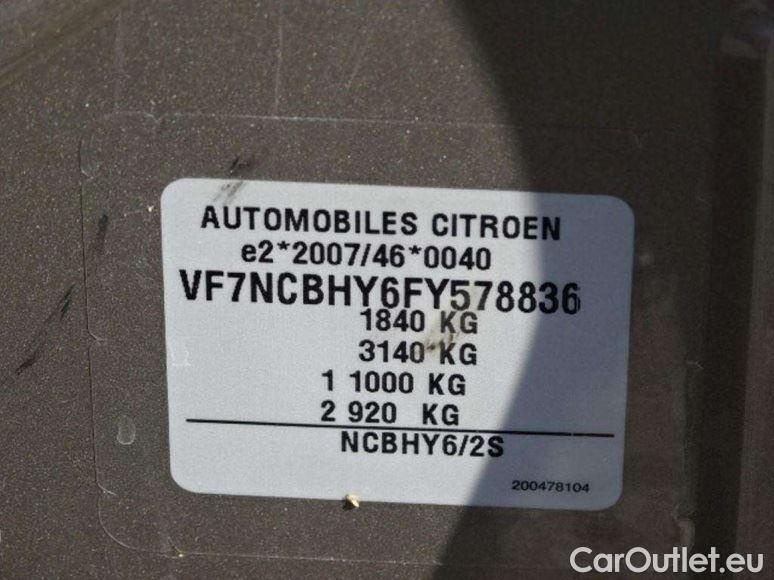 AUTOMOBILES CITROEN
e2*2007/46*0040
VF7NCBHY6FY578836
1840 KG
3140 KG
1 1000 KG
2 920 KG
NCBHY6/2S
200478104
CarOutlet.eu